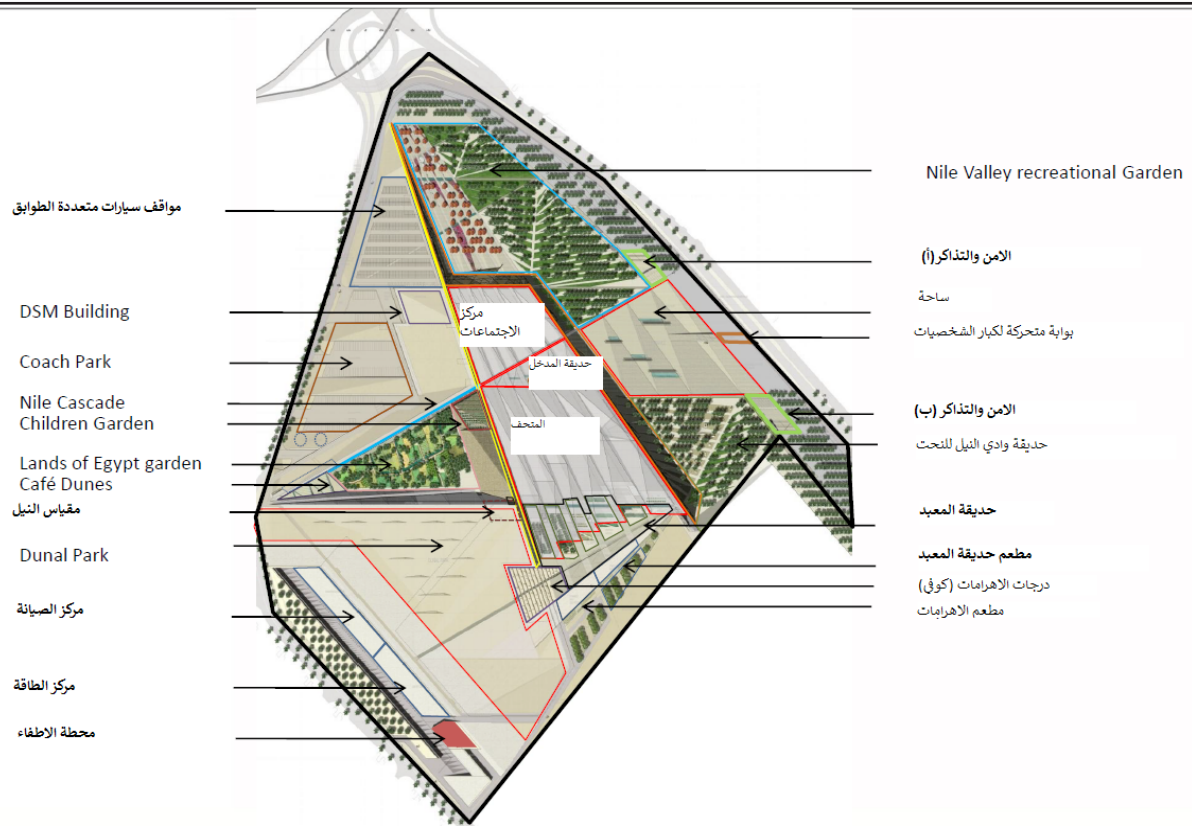 مواقف سيارات متعددة الطوابق
DSM Building
Coach Park
Nile Cascade
Children Garden
Lands of Egypt garden
Café Dunes
مقياس النيل
Dunal Park
مركز الصيانة
مركز الطاقة
محطة الاطفاء
مركز
الاجتماعات
حديقة المدخل
المتحف
Nile Valley recreational Garden
الامن والتذاكر (أ)
ساحة
بوابة متحركة لكبار الشخصيات
الامن والتذاكر (ب)
حديقة وادي النيل للنحت
حديقة المعبد
مطعم حديقة المعبد
درجات الاهرامات (كوفي)
مطعم الاهرامات